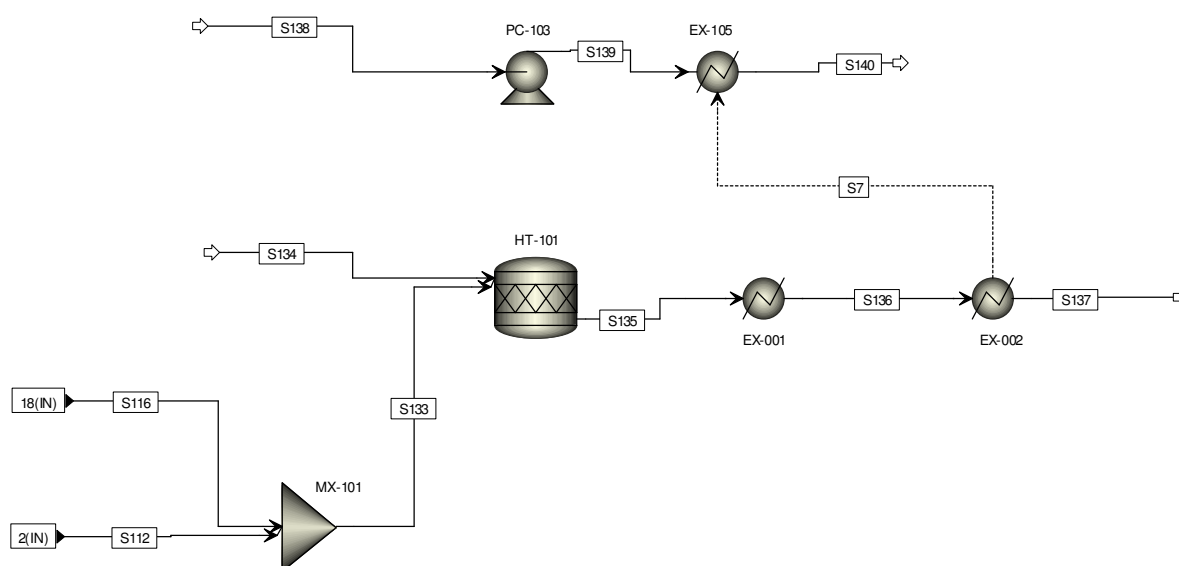 S138
PC-103
S139
EX-105
S140
S7
S134
HT-101
S135
EX-001
S136
EX-002
S137
18(IN)
S116
S133
MX-101
2(IN)
S112